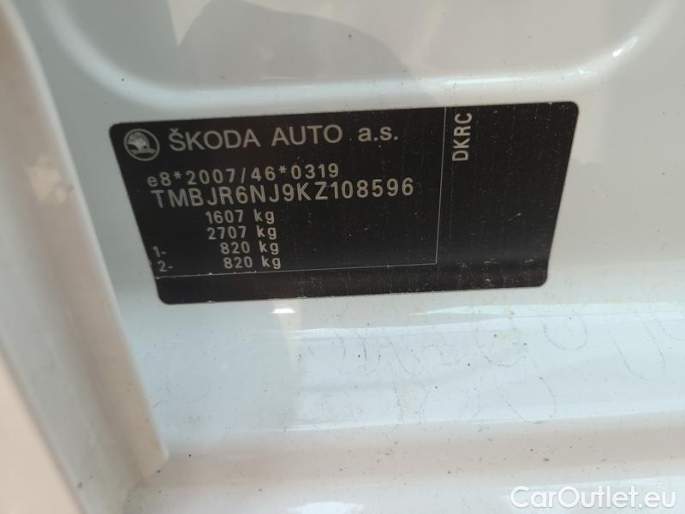 ŠKODA AUTO a.s.
e8*2007/46*0319
TMBJR6NJ9KZ108596
1607 kg
2707 kg
1- 820 kg
2- 820 kg
DKRC
CarOutlet.eu